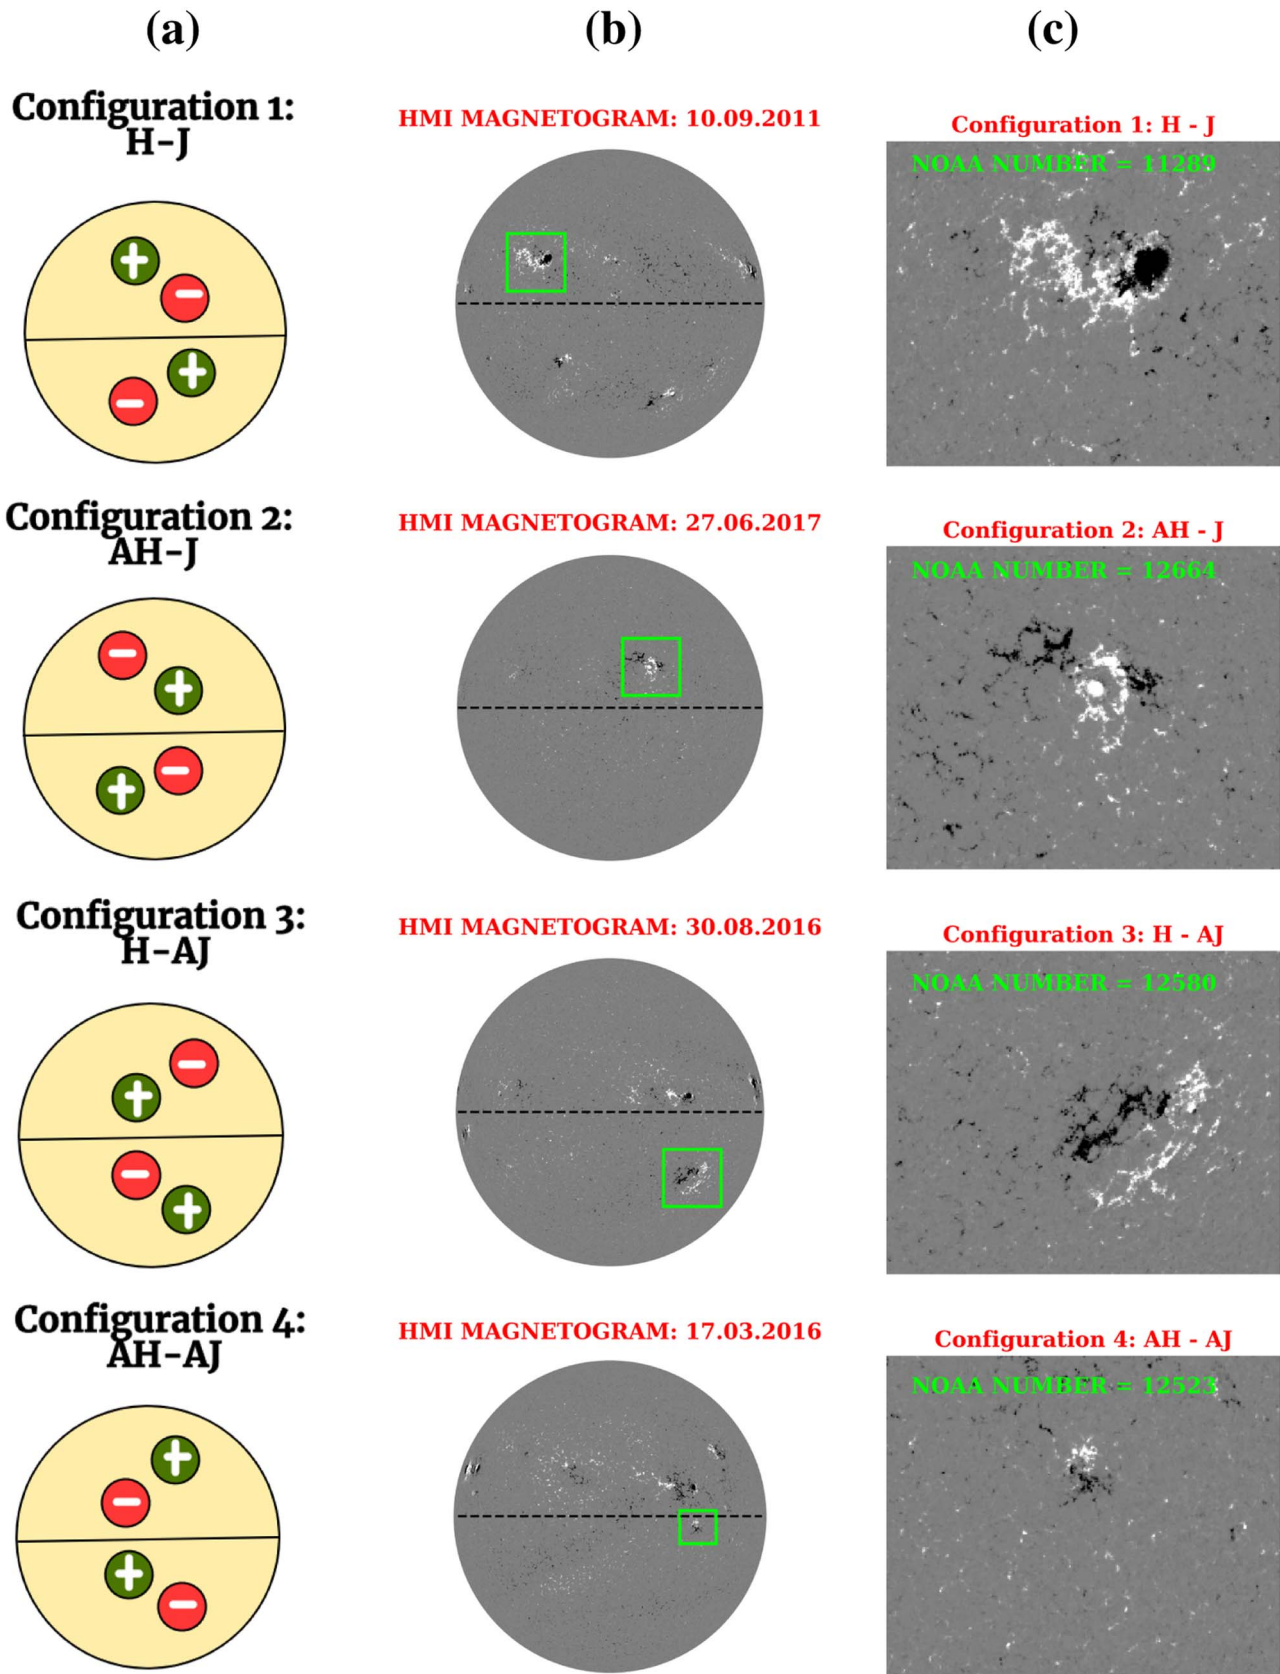 (a)
(b)
(c)
Configuration 1:
H-J
HMI MAGNETOGRAM: 10.09.2011
Configuration 1: H - J
NOAA NUMBER = 11289
+
−
+
−
Configuration 2:
AH-J
HMI MAGNETOGRAM: 27.06.2017
Configuration 2: AH - J
NOAA NUMBER = 12664
−
+
−
+
Configuration 3:
H-AJ
HMI MAGNETOGRAM: 30.08.2016
Configuration 3: H - AJ
NOAA NUMBER = 12580
−
+
−
+
Configuration 4:
AH-AJ
HMI MAGNETOGRAM: 17.03.2016
Configuration 4: AH - AJ
NOAA NUMBER = 12523
+
−
+
−